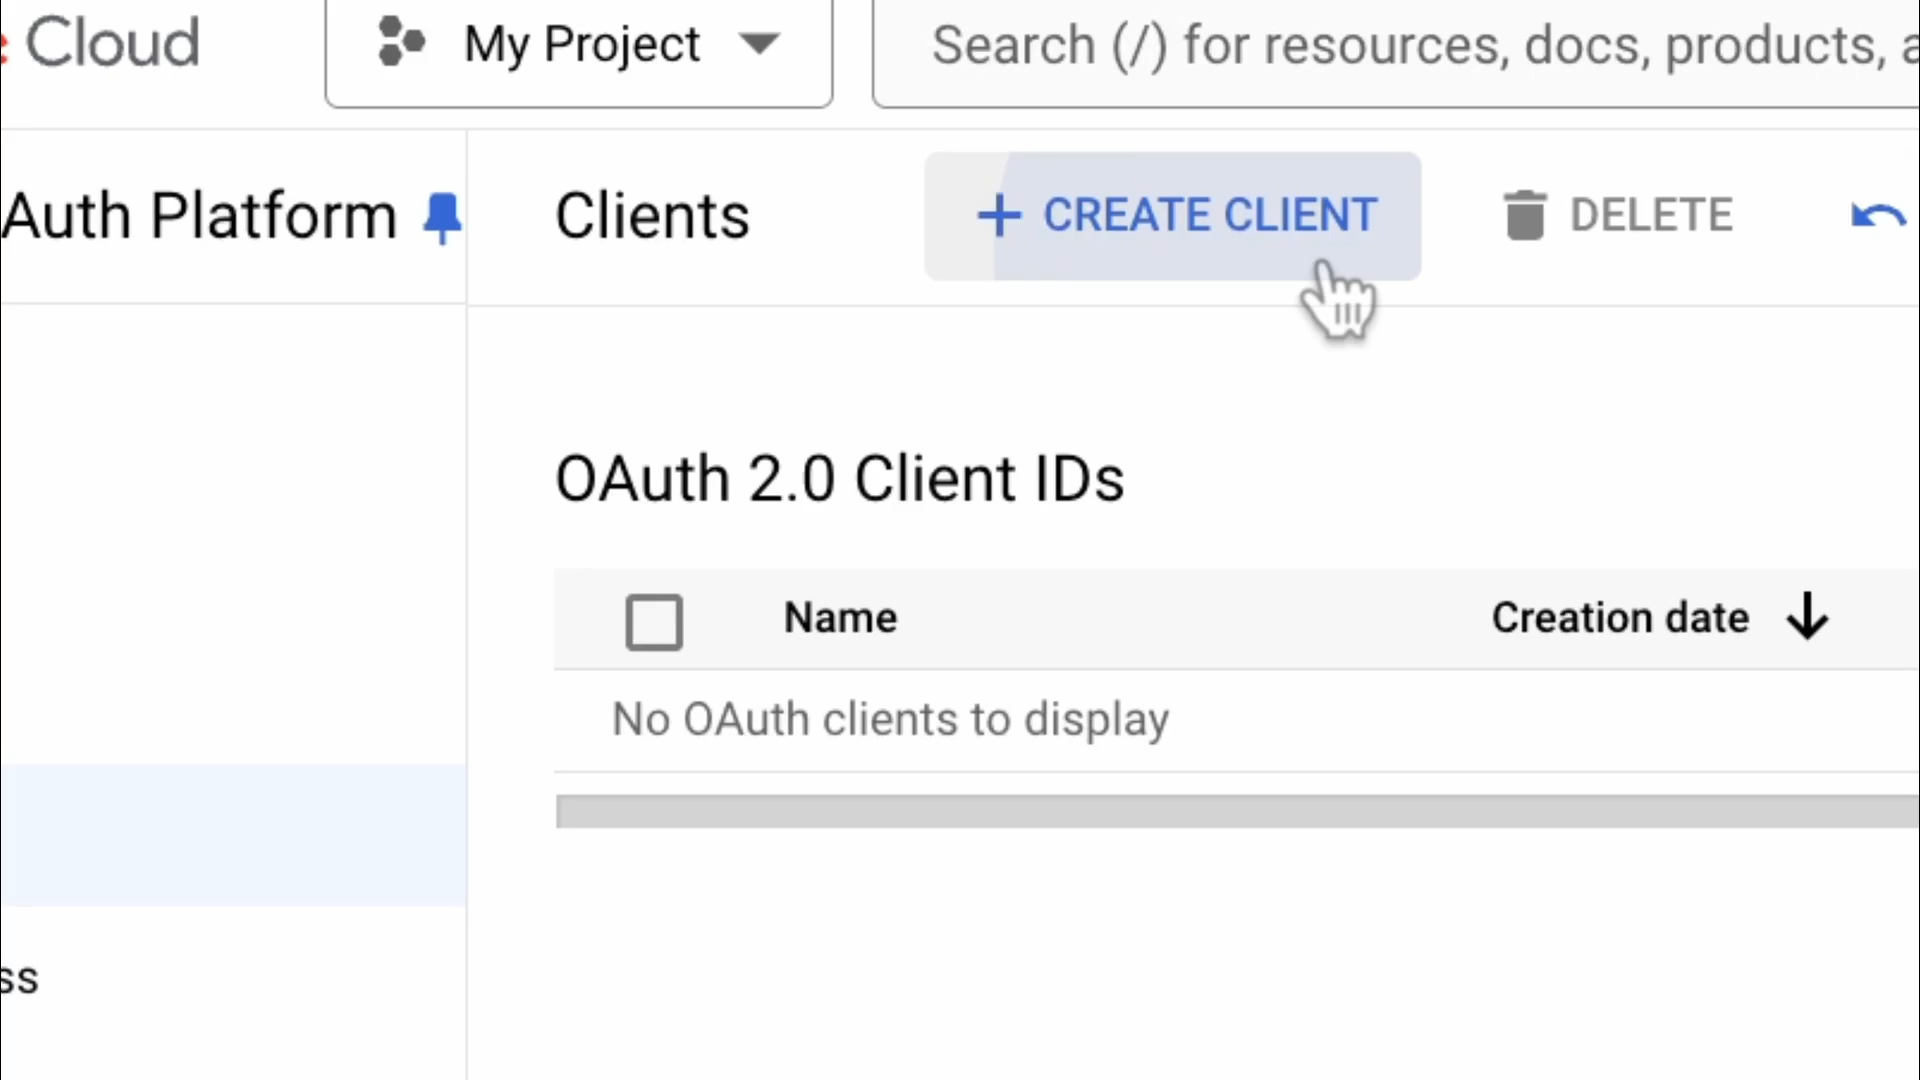 Cloud
My Project
Search (/) for resources, docs, products, a
Auth Platform
Clients
+ CREATE CLIENT
DELETE
OAuth 2.0 Client IDs
Name
Creation date
No OAuth clients to display
ss